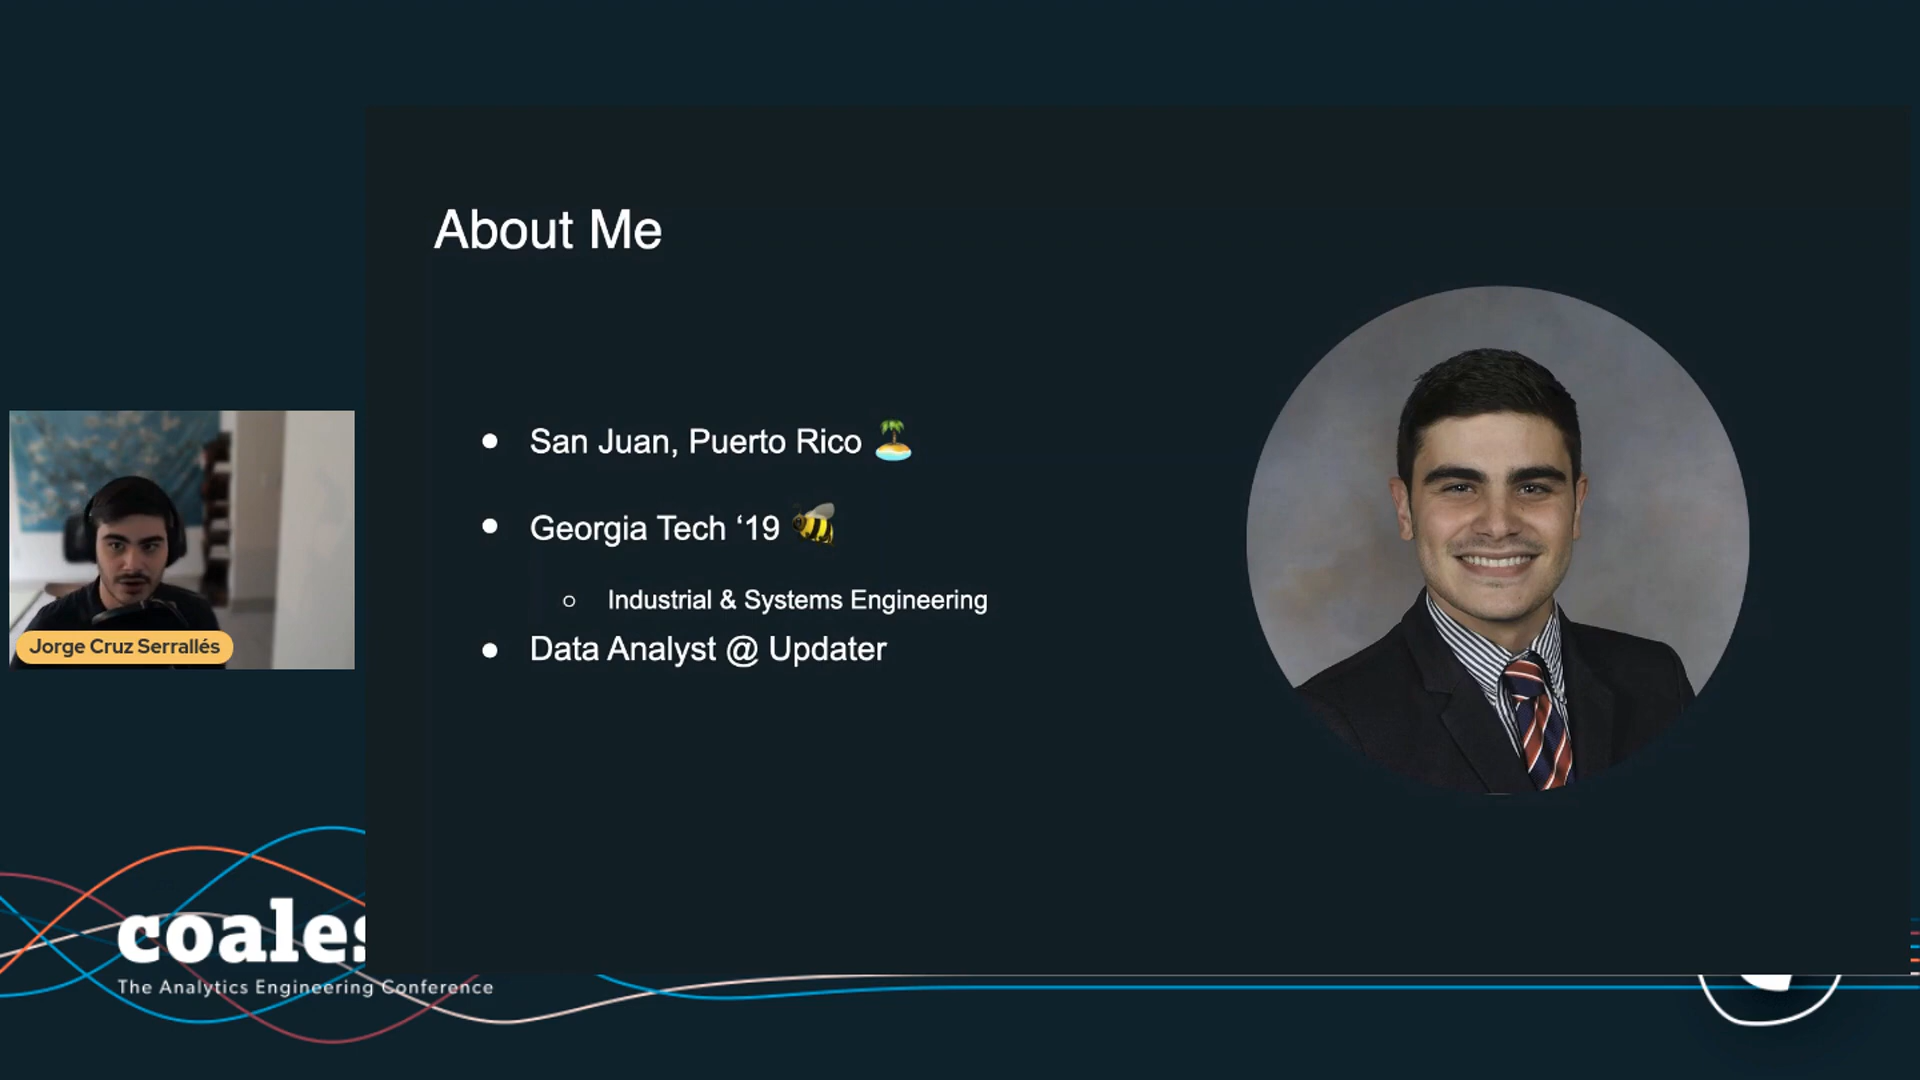 About Me
San Juan, Puerto Rico 🏝️
Georgia Tech ‘19 🐝
Industrial & Systems Engineering
Data Analyst @ Updater
Jorge Cruz Serrallés
coales
The Analytics Engineering Conference